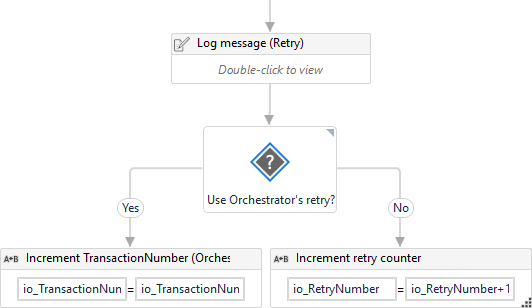 Log message (Retry)
Double-click to view
?
Use Orchestrator's retry?
Yes
No
A+B Increment TransactionNumber (Orches
A+B Increment retry counter
io_TransactionNun = io_TransactionNun
io_RetryNumber = io_RetryNumber+1